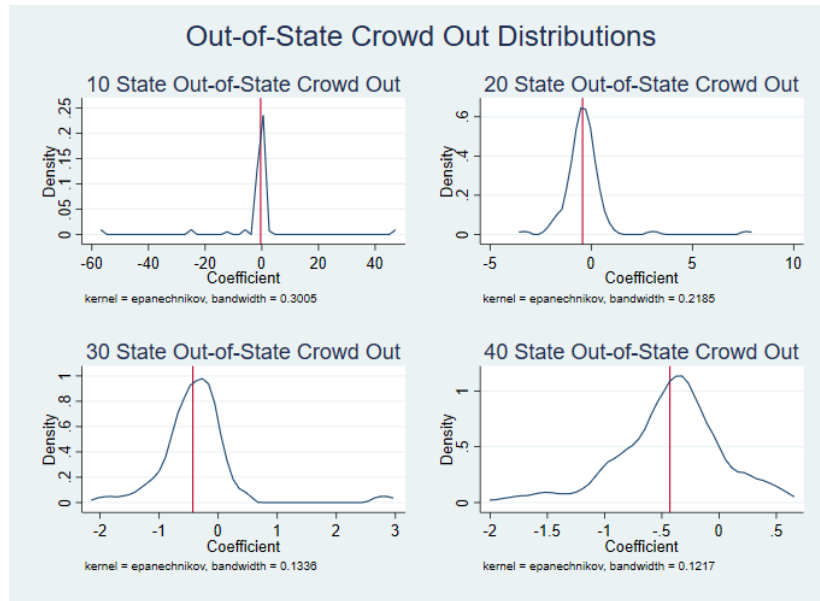 Out-of-State Crowd Out Distributions
10 State Out-of-State Crowd Out
Density
0 .05 .1 .15 .2 .25
-60 -40 -20 0 20 40
Coefficient
kernel = epanechnikov, bandwidth = 0.3005
20 State Out-of-State Crowd Out
Density
0 .2 .4 .6
-5 0 5 10
Coefficient
kernel = epanechnikov, bandwidth = 0.2185
30 State Out-of-State Crowd Out
Density
0 .2 .4 .6 .8 1
-2 -1 0 1 2 3
Coefficient
kernel = epanechnikov, bandwidth = 0.1336
40 State Out-of-State Crowd Out
Density
0 .5 1
-2 -1.5 -1 -.5 0 .5
Coefficient
kernel = epanechnikov, bandwidth = 0.1217